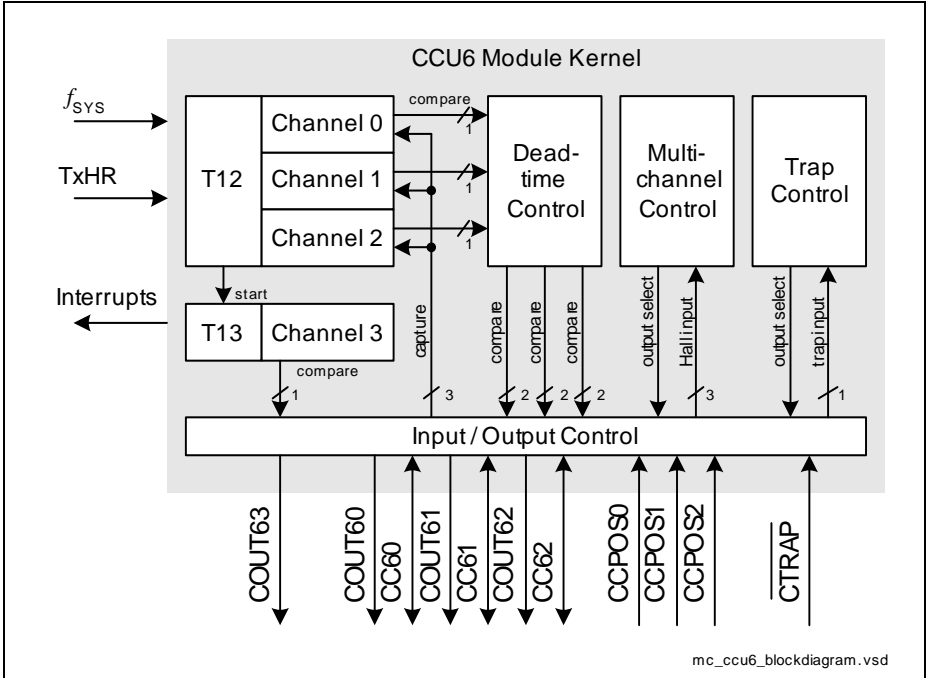 CCU6 Module Kernel
fSYS
TxHR
Interrupts
T12
Channel 0
Channel 1
Channel 2
compare
1
1
1
Dead-
time
Control
Multi-
channel
Control
Trap
Control
start
T13
Channel 3
compare
1
capture
3
compare
2
compare
2
compare
2
output select
Hall input
3
output select
trap input
1
Input / Output Control
COUT63
COUT60
CC60
COUT61
CC61
COUT62
CC62
CCPOS0
CCPOS1
CCPOS2
CTRAP
mc_ccu6_blockdiagram.vsd